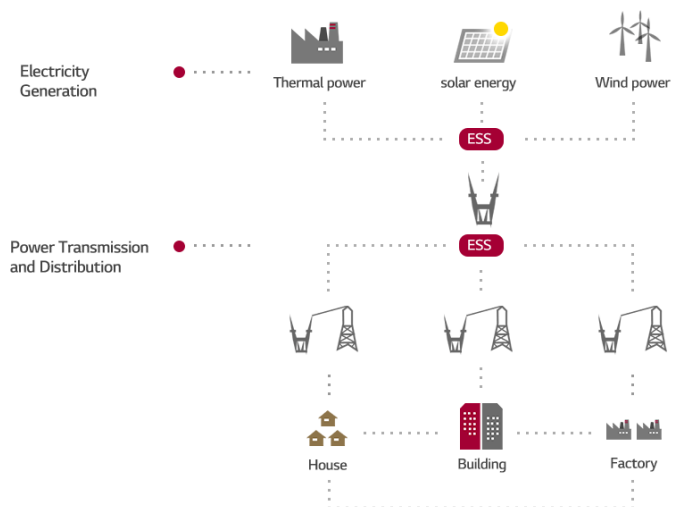 Electricity
Generation
Thermal power
solar energy
Wind power
ESS
Power Transmission
and Distribution
ESS
House
Building
Factory